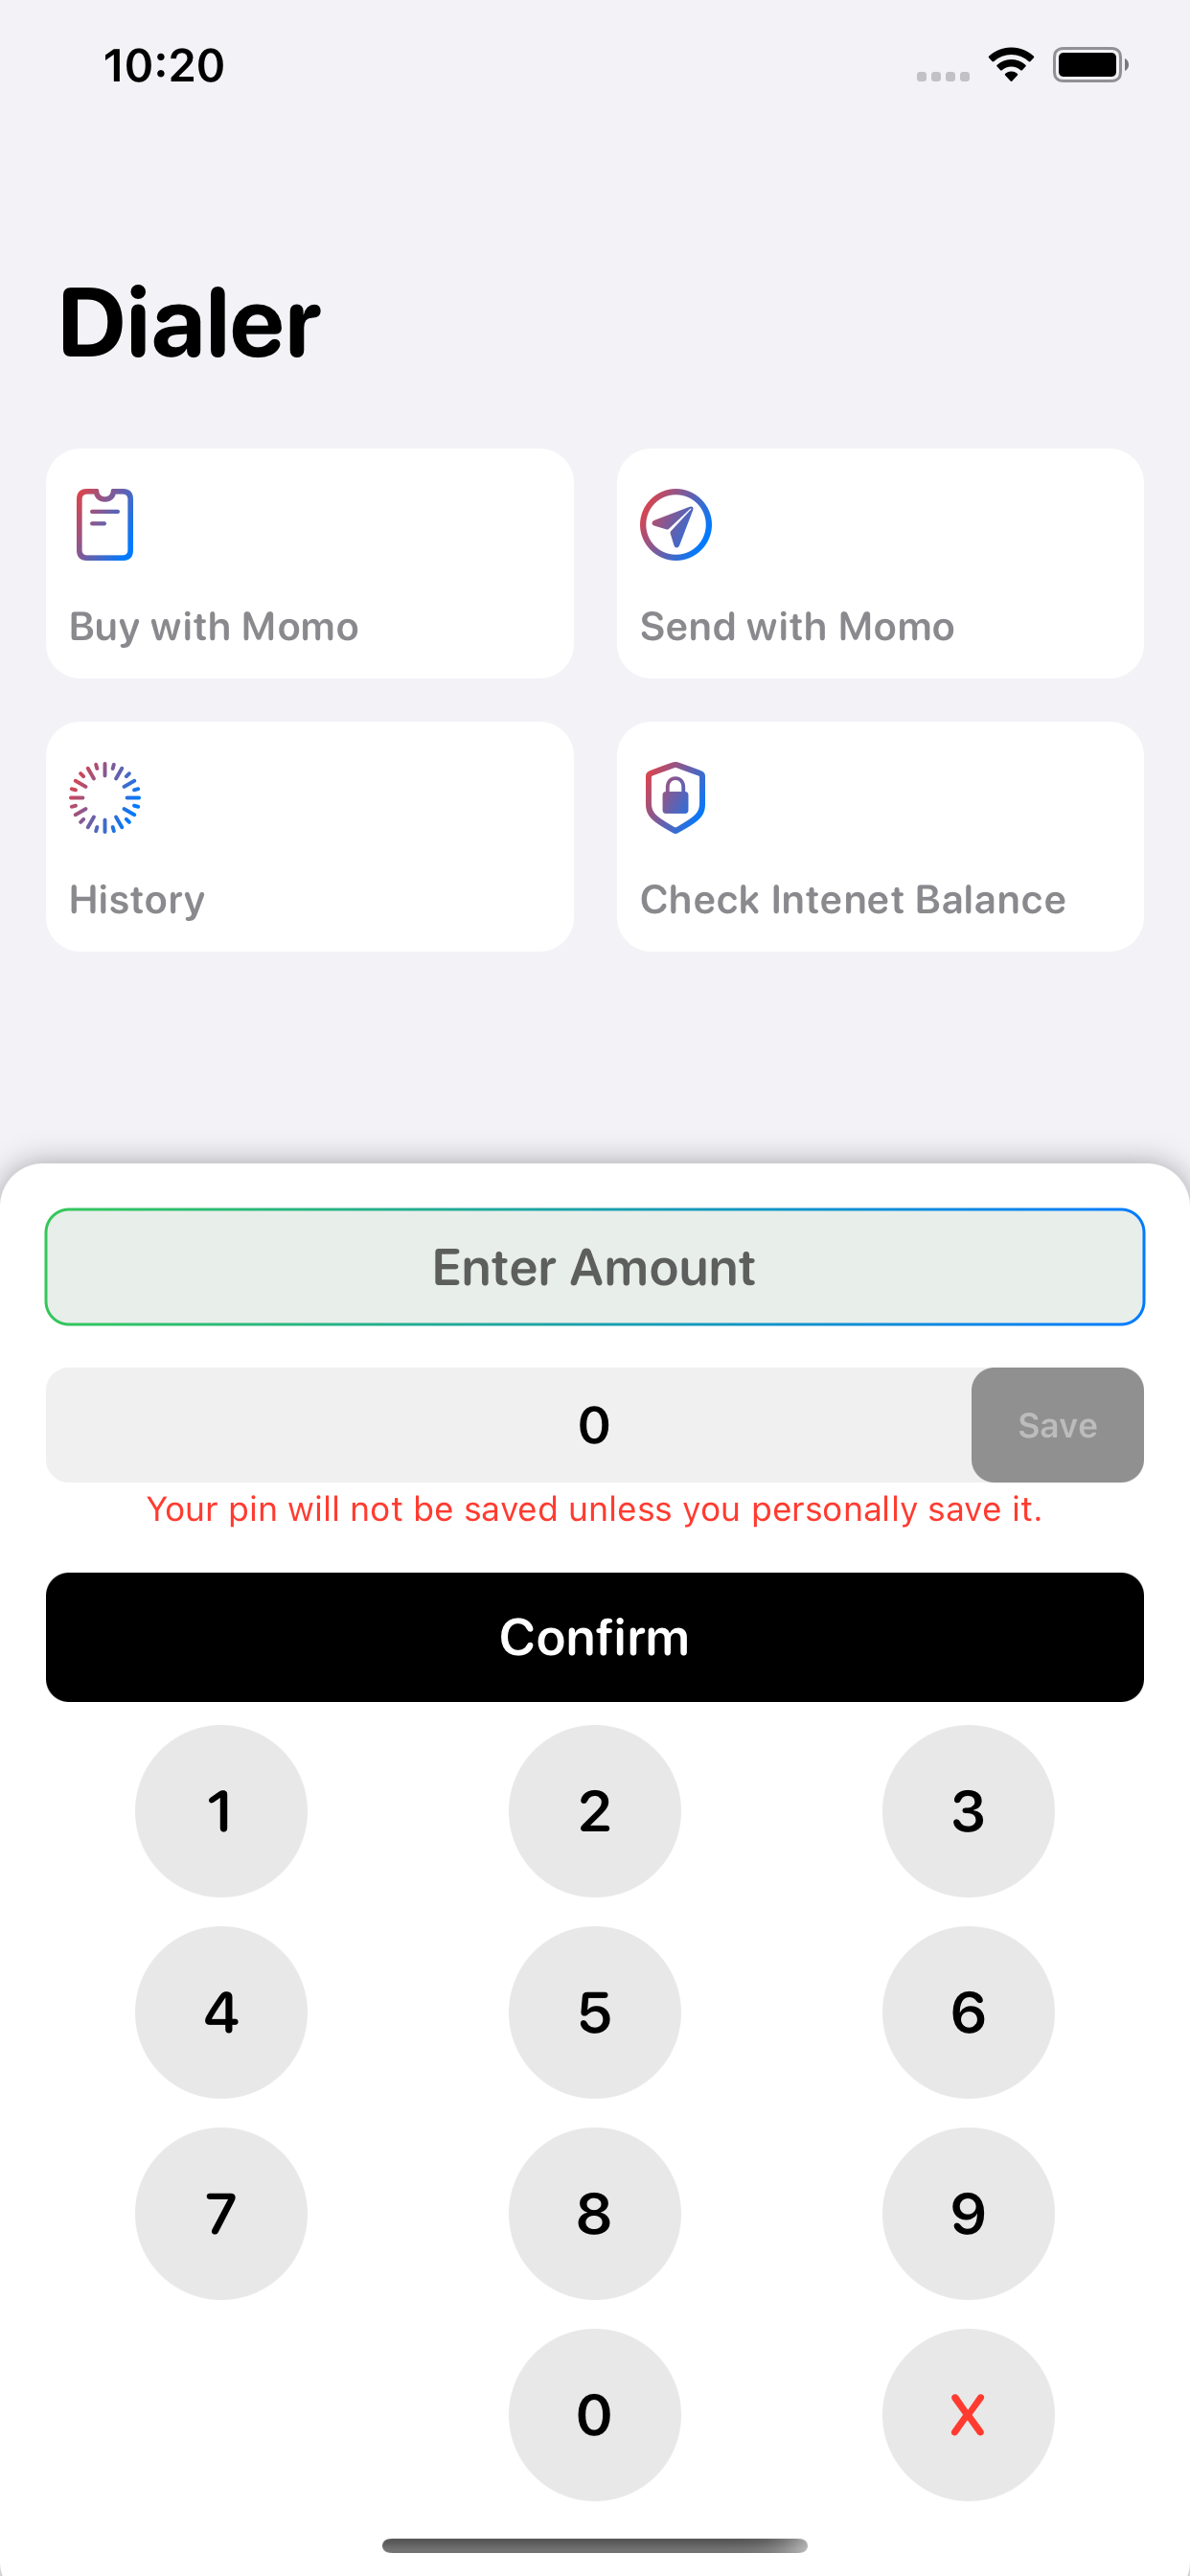 10:20
Dialer
Buy with Momo
Send with Momo
History
Check Intenet Balance
Enter Amount
0
Save
Your pin will not be saved unless you personally save it.
Confirm
1 2 3
4 5 6
7 8 9
0 X